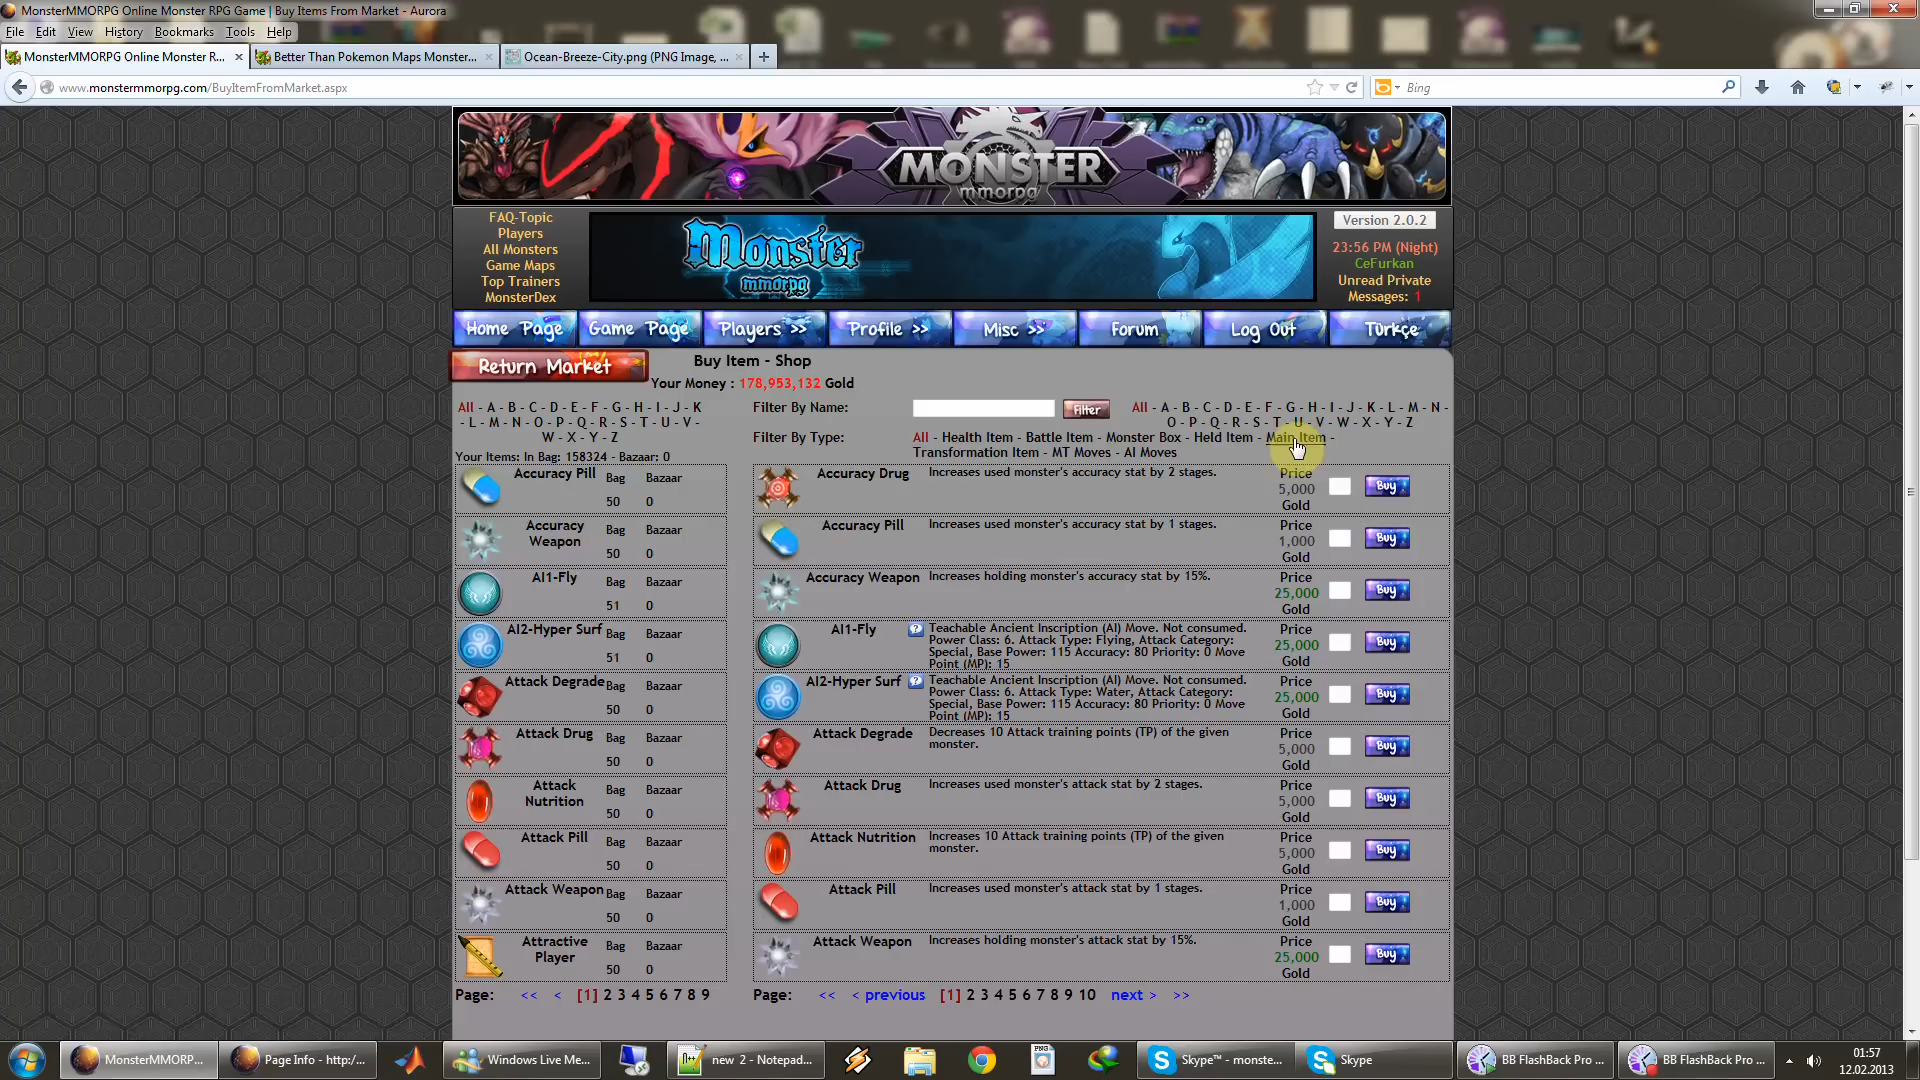 MonsterMMORPG Online Monster RPG Game | Buy Items From Market - Aurora
File Edit View History Bookmarks Tools Help
MonsterMMORPG Online Monster R...
Better Than Pokemon Maps Monster...
Ocean-Breeze-City.png (PNG Image, ...
www.monstermmorpg.com/BuyItemFromMarket.aspx
Bing
MONSTER
mmorpg
FAQ-Topic
Players
All Monsters
Game Maps
Top Trainers
MonsterDex
Monster
mmorpg
Version 2.0.2
23:56 PM (Night)
CeFurkan
Unread Private
Messages: 1
Home Page Game Page Players >> Profile >> Misc >> Forum Log Out Türkçe
Return Market
Buy Item - Shop
Your Money : 178,953,132 Gold
All - A - B - C - D - E - F - G - H - I - J - K
- L - M - N - O - P - Q - R - S - T - U - V -
W - X - Y - Z
Your Items: In Bag: 158324 - Bazaar: 0
Filter By Name:
Filter
All - A - B - C - D - E - F - G - H - I - J - K - L - M - N -
O - P - Q - R - S - T - U - V - W - X - Y - Z
Filter By Type:
All - Health Item - Battle Item - Monster Box - Held Item - Main Item -
Transformation Item - MT Moves - AI Moves
Accuracy Pill Bag Bazaar
50 0
Accuracy Weapon Bag Bazaar
50 0
AI1-Fly Bag Bazaar
51 0
AI2-Hyper Surf Bag Bazaar
51 0
Attack Degrade Bag Bazaar
50 0
Attack Drug Bag Bazaar
50 0
Attack Nutrition Bag Bazaar
50 0
Attack Pill Bag Bazaar
50 0
Attack Weapon Bag Bazaar
50 0
Attractive Player Bag Bazaar
50 0
Page: << < [1] 2 3 4 5 6 7 8 9
Accuracy Drug Increases used monster's accuracy stat by 2 stages. Price
5,000 Buy
Gold
Accuracy Pill Increases used monster's accuracy stat by 1 stages. Price
1,000 Buy
Gold
Accuracy Weapon Increases holding monster's accuracy stat by 15%. Price
25,000 Buy
Gold
AI1-Fly ? Teachable Ancient Inscription (AI) Move. Not consumed. Price
Power Class: 6. Attack Type: Flying, Attack Category:
Special, Base Power: 115 Accuracy: 80 Priority: 0 Move
Point (MP): 15
25,000 Buy
Gold
AI2-Hyper Surf ? Teachable Ancient Inscription (AI) Move. Not consumed. Price
Power Class: 6. Attack Type: Water, Attack Category:
Special, Base Power: 115 Accuracy: 80 Priority: 0 Move
Point (MP): 15
25,000 Buy
Gold
Attack Degrade Decreases 10 Attack training points (TP) of the given Price
monster.
5,000 Buy
Gold
Attack Drug Increases used monster's attack stat by 2 stages. Price
5,000 Buy
Gold
Attack Nutrition Increases 10 Attack training points (TP) of the given Price
monster.
5,000 Buy
Gold
Attack Pill Increases used monster's attack stat by 1 stages. Price
1,000 Buy
Gold
Attack Weapon Increases holding monster's attack stat by 15%. Price
25,000 Buy
Gold
Page: << < previous [1] 2 3 4 5 6 7 8 9 10 next > >>
MonsterMMORP...
Page Info - http:/...
Windows Live Me...
new 2 - Notepad...
PNG
Skype™ - monste...
Skype
BB FlashBack Pro ...
BB FlashBack Pro ...
01:57
12.02.2013